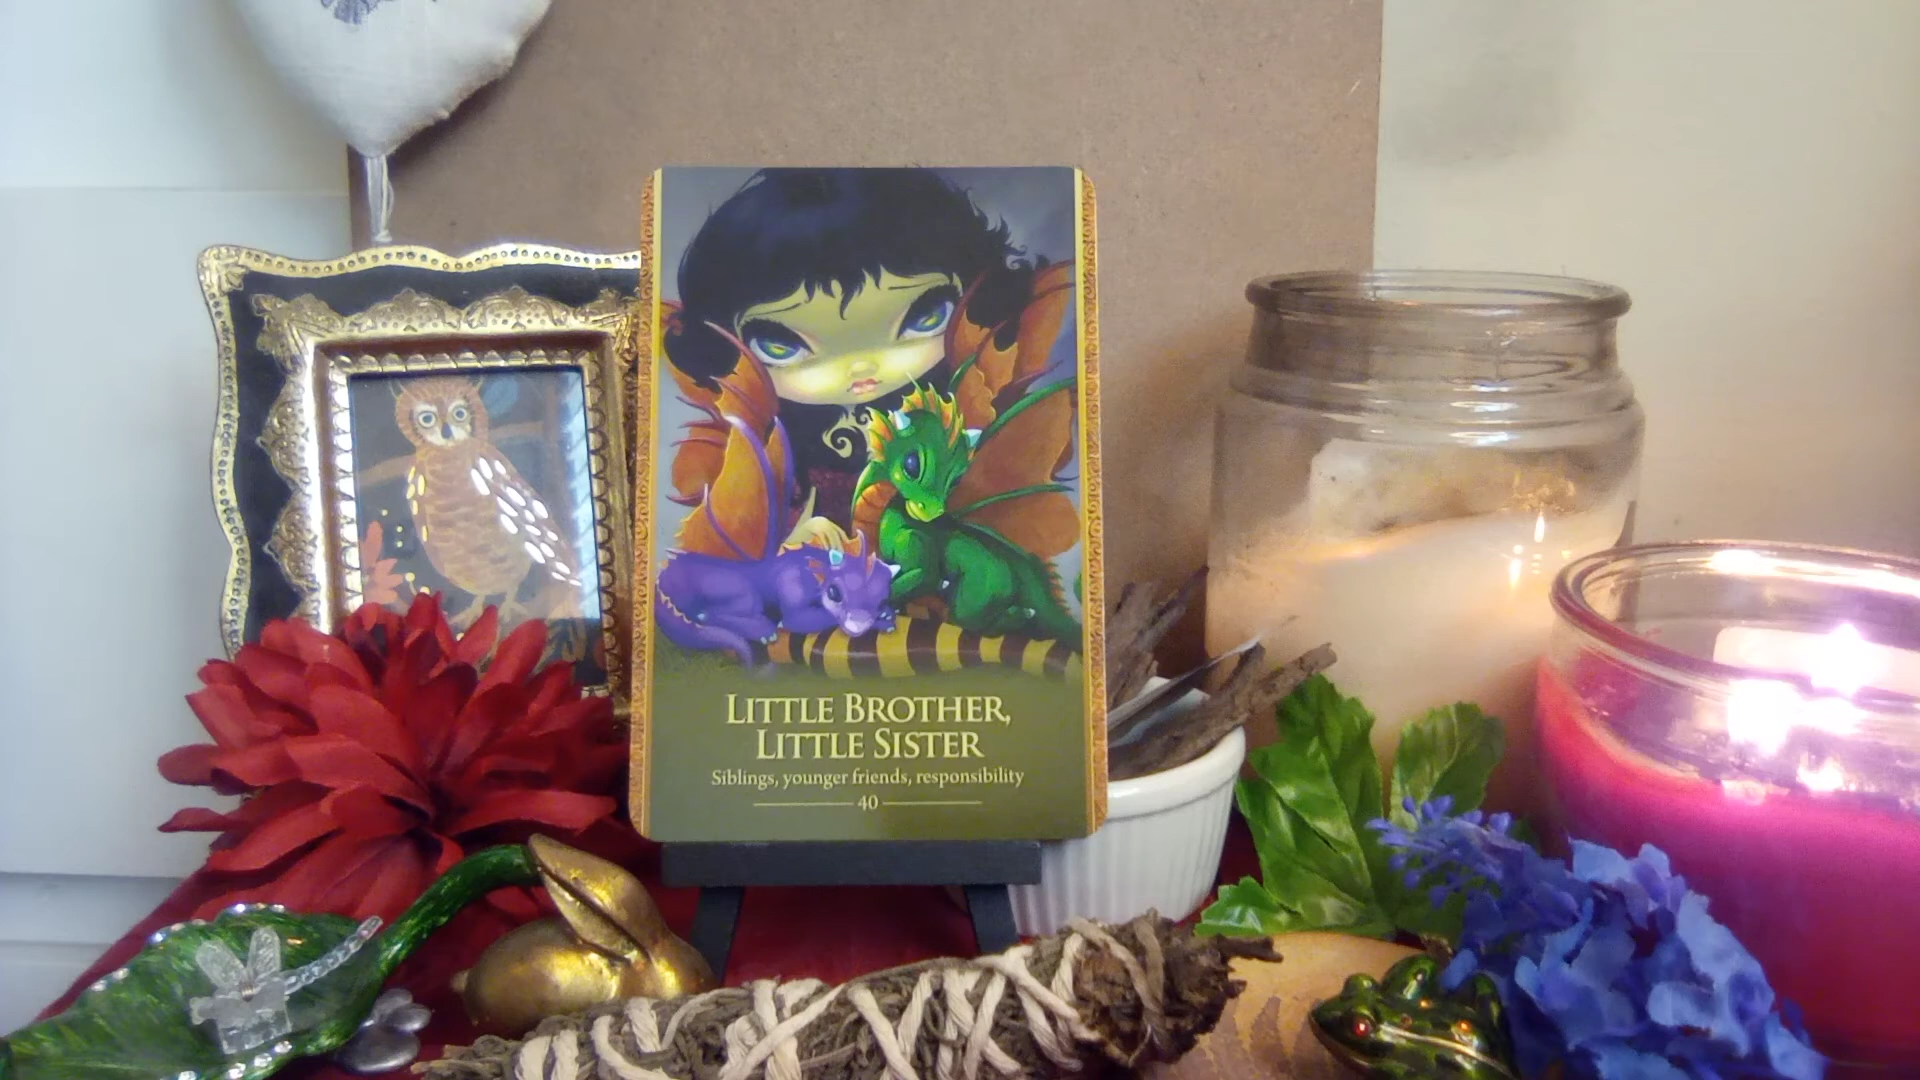 LITTLE BROTHER,
LITTLE SISTER
Siblings, younger friends, responsibility
40